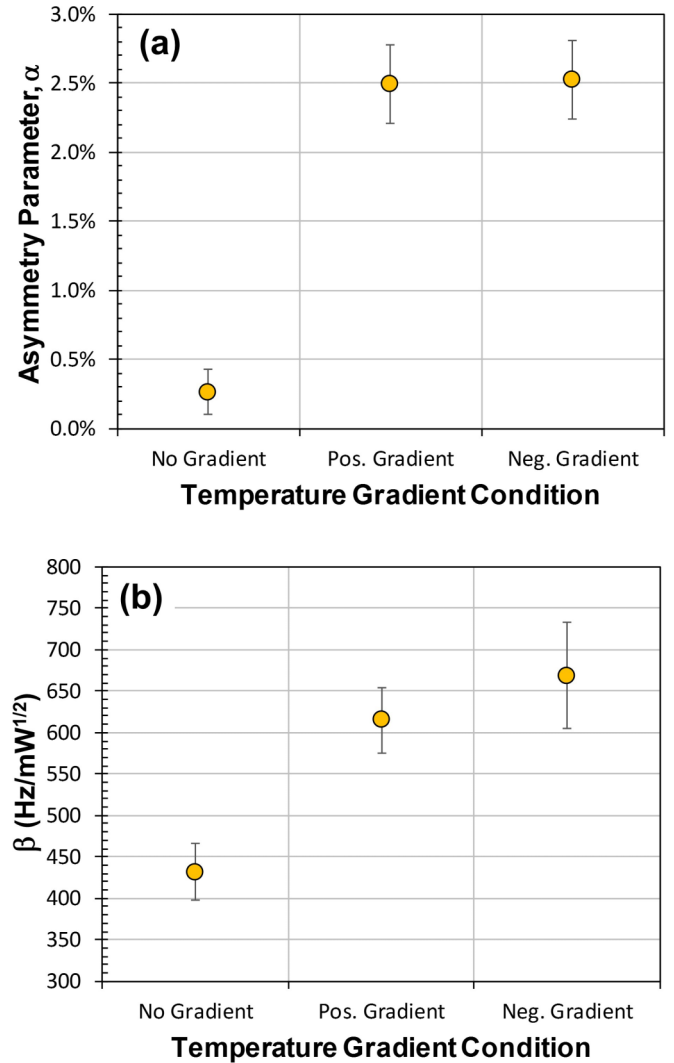 (a)
Asymmetry Parameter, α
3.0%
2.5%
2.0%
1.5%
1.0%
0.5%
0.0%
No Gradient Pos. Gradient Neg. Gradient
Temperature Gradient Condition
(b)
β (Hz/mW1/2)
800
750
700
650
600
550
500
450
400
350
300
No Gradient Pos. Gradient Neg. Gradient
Temperature Gradient Condition